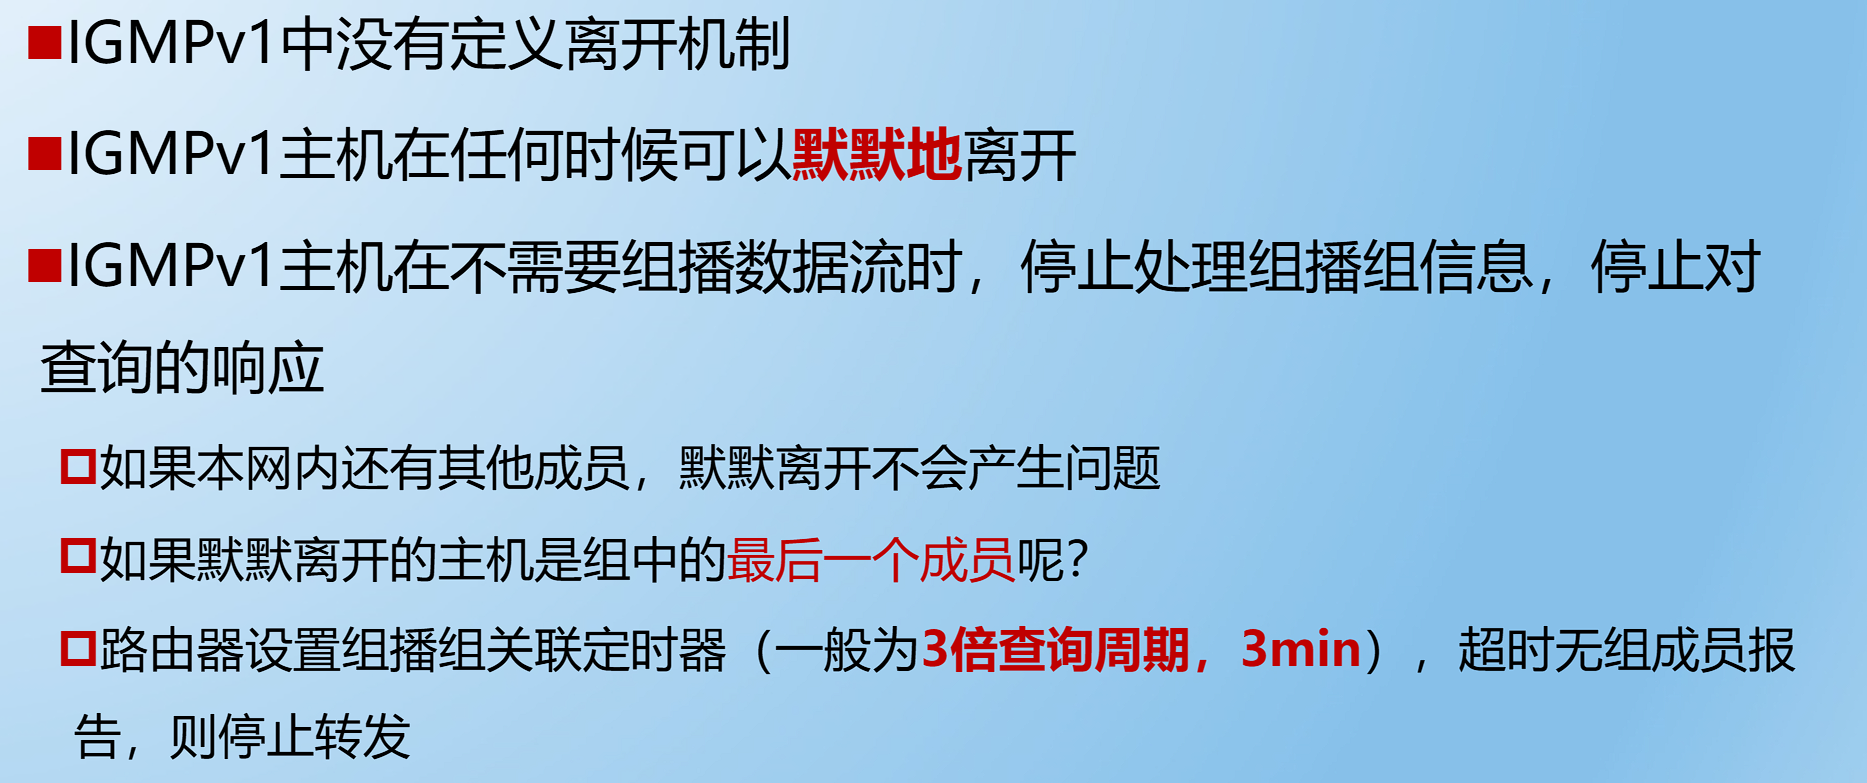 IGMPv1中没有定义离开机制
IGMPv1主机在任何时候可以默默地离开
IGMPv1主机在不需要组播数据流时，停止处理组播组信息，停止对
查询的响应
如果本网内还有其他成员，默默离开不会产生问题
如果默默离开的主机是组中的最后一个成员呢？
路由器设置组播组关联定时器（一般为3倍查询周期，3min），超时无组成员报
告，则停止转发